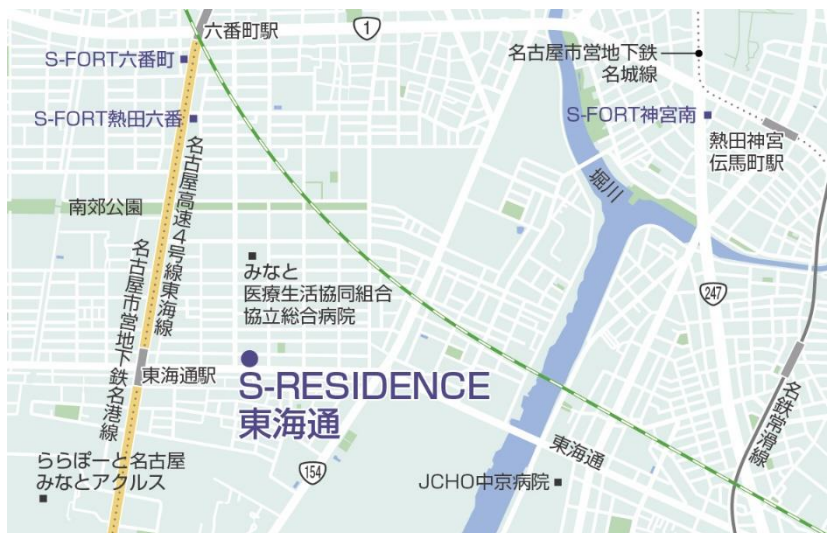 六番町駅
1
S-FORT六番町
名古屋市営地下鉄
名城線
S-FORT熱田六番
S-FORT神宮南
熱田神宮
伝馬町駅
名古屋高速4号線東海線
堀川
南郊公園
名古屋市営地下鉄名港線
みなと
医療生活協同組合
協立総合病院
247
東海通駅
S-RESIDENCE
東海通
名鉄常滑線
東海通
ららぽーと名古屋
みなとアクルス
154
JCHO中京病院